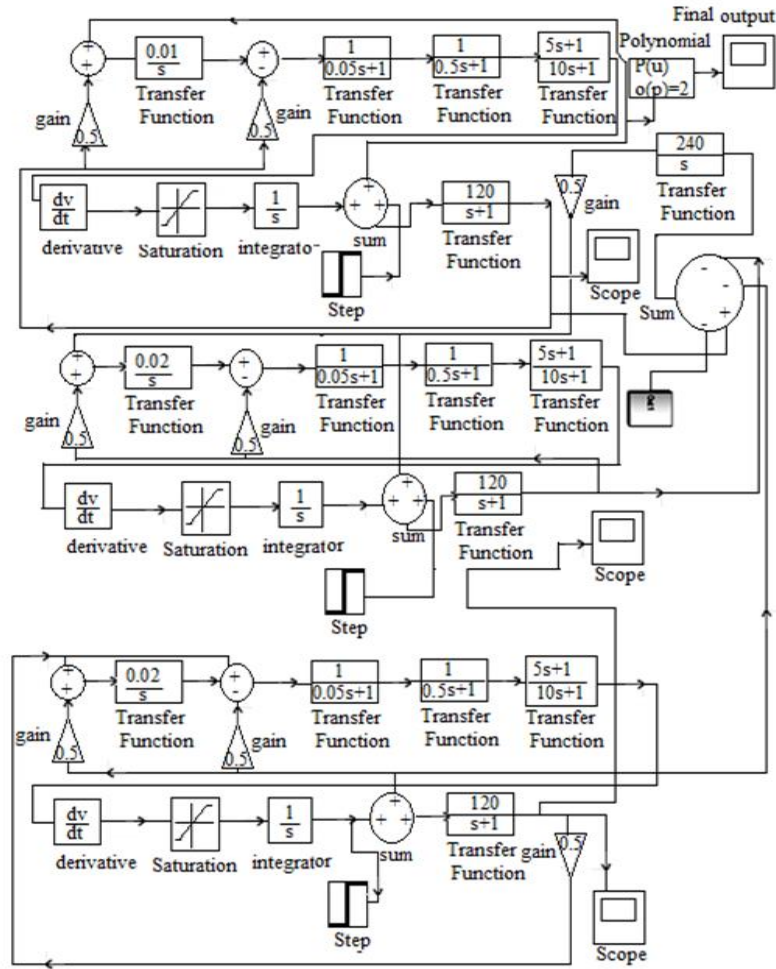 Final output
Polynomial
P(u)
o(p)=2
0.01
s
Transfer
Function
1
0.05s+1
Transfer
Function
1
0.5s+1
Transfer
Function
5s+1
10s+1
Transfer
Function
+
+
+
-
gain
0.5
gain
0.5
240
s
Transfer
Function
0.5
gain
dv
dt
derivative
Saturation
1
s
integrato
+
+
sum
120
s+1
Transfer
Function
Step
Scope
Sum
-
-
+
-
+
+
0.02
s
Transfer
Function
+
-
1
0.05s+1
Transfer
Function
1
0.5s+1
Transfer
Function
5s+1
10s+1
Transfer
Function
gain
0.5
gain
0.5
dv
dt
derivative
Saturation
1
s
integrator
+
+
+
sum
120
s+1
Transfer
Function
Step
Scope
+
+
0.02
s
Transfer
Function
+
-
1
0.05s+1
Transfer
Function
1
0.5s+1
Transfer
Function
5s+1
10s+1
Transfer
Function
gain
0.5
gain
0.5
dv
dt
derivative
Saturation
1
s
integrator
+
+
sum
120
s+1
Transfer
Function
gain
0.5
Step
Scope